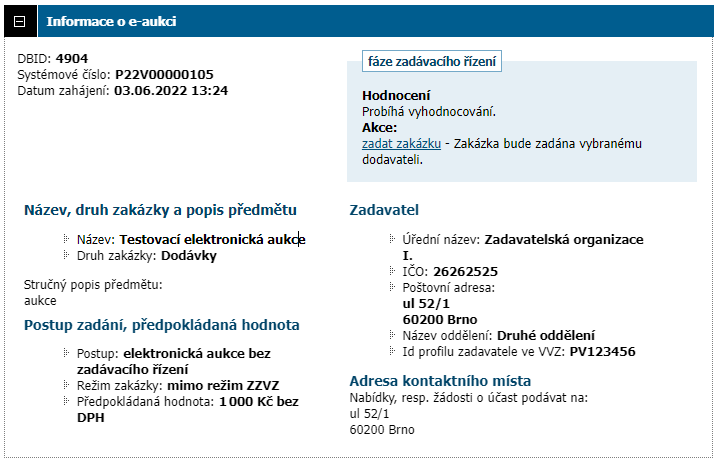 Informace o e-aukci
DBID: 4904
Systémové číslo: P22V00000105
Datum zahájení: 03.06.2022 13:24
fáze zadávacího řízení
Hodnocení
Probíhá vyhodnocování.
Akce:
zadat zakázku - Zakázka bude zadána vybranému
dodavateli.
Název, druh zakázky a popis předmětu
Název: Testovací elektronická aukce
Druh zakázky: Dodávky
Stručný popis předmětu:
aukce
Postup zadání, předpokládaná hodnota
Postup: elektronická aukce bez
zadávacího řízení
Režim zakázky: mimo režim ZZVZ
Předpokládaná hodnota: 1 000 Kč bez
DPH
Zadavatel
Úřední název: Zadavatelská organizace
I.
IČO: 26262525
Poštovní adresa:
ul 52/1
60200 Brno
Název oddělení: Druhé oddělení
Id profilu zadavatele ve VVZ: PV123456
Adresa kontaktního místa
Nabídky, resp. žádosti o účast podávat na:
ul 52/1
60200 Brno